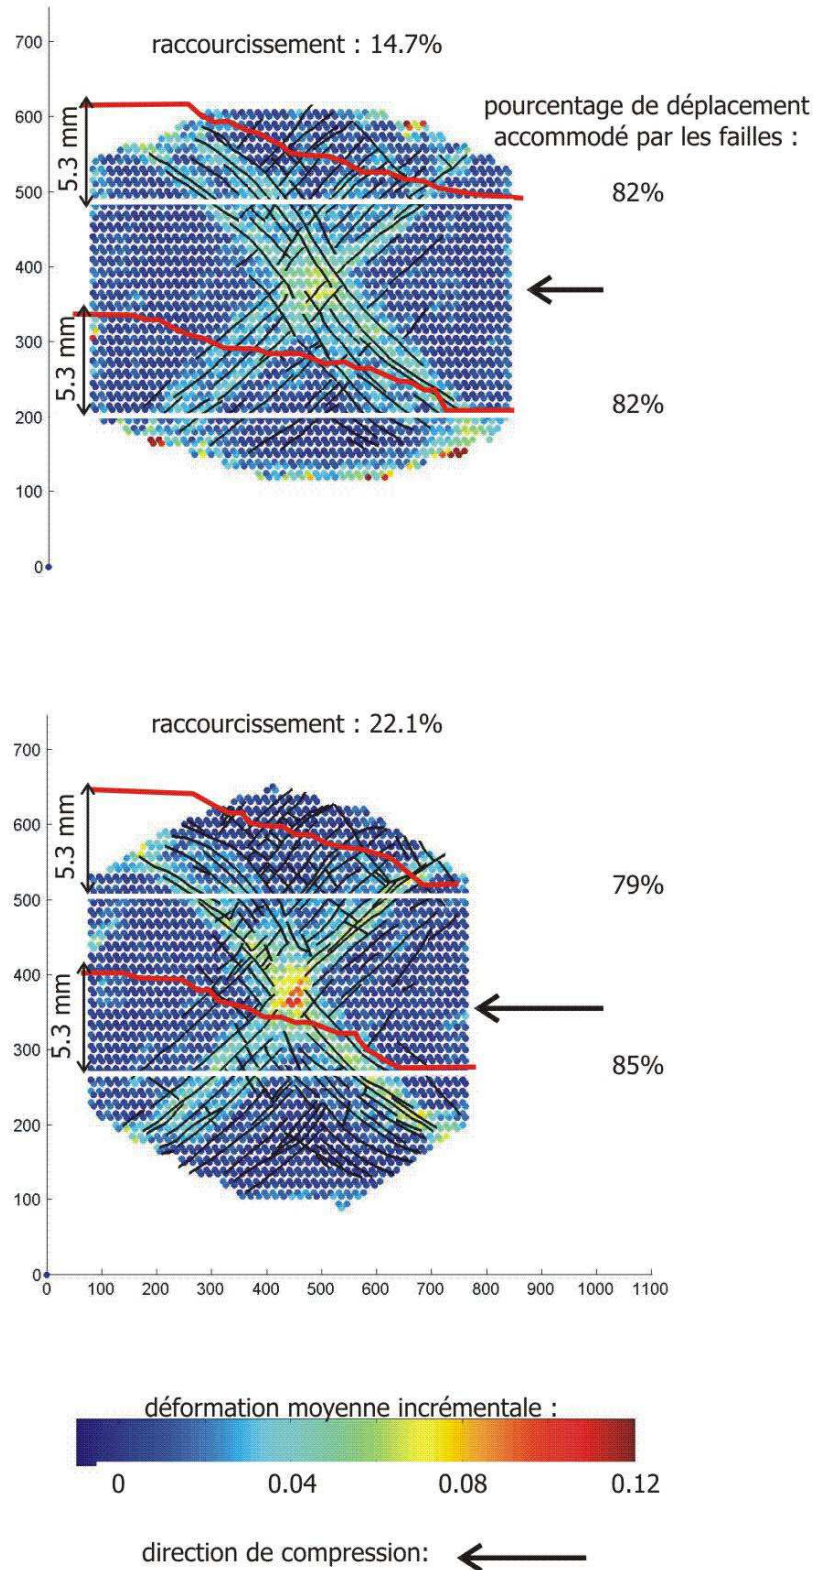 raccourcissement : 14.7%
700
600
500
400
300
200
100
0
5.3 mm
5.3 mm
pourcentage de déplacement
accommodé par les failles :
82%
82%
raccourcissement : 22.1%
700
600
500
400
300
200
100
0
5.3 mm
5.3 mm
79%
85%
0 100 200 300 400 500 600 700 800 900 1000 1100
déformation moyenne incrémentale :
0 0.04 0.08 0.12
direction de compression: